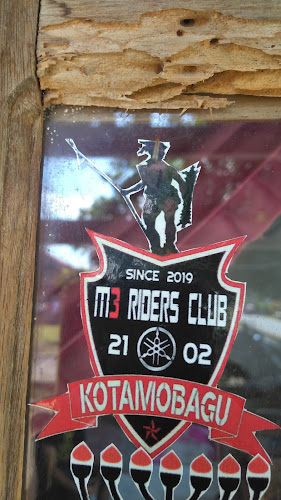 SINCE 2019
M3 RIDERS CLUB
21 02
KOTAMOBAGU